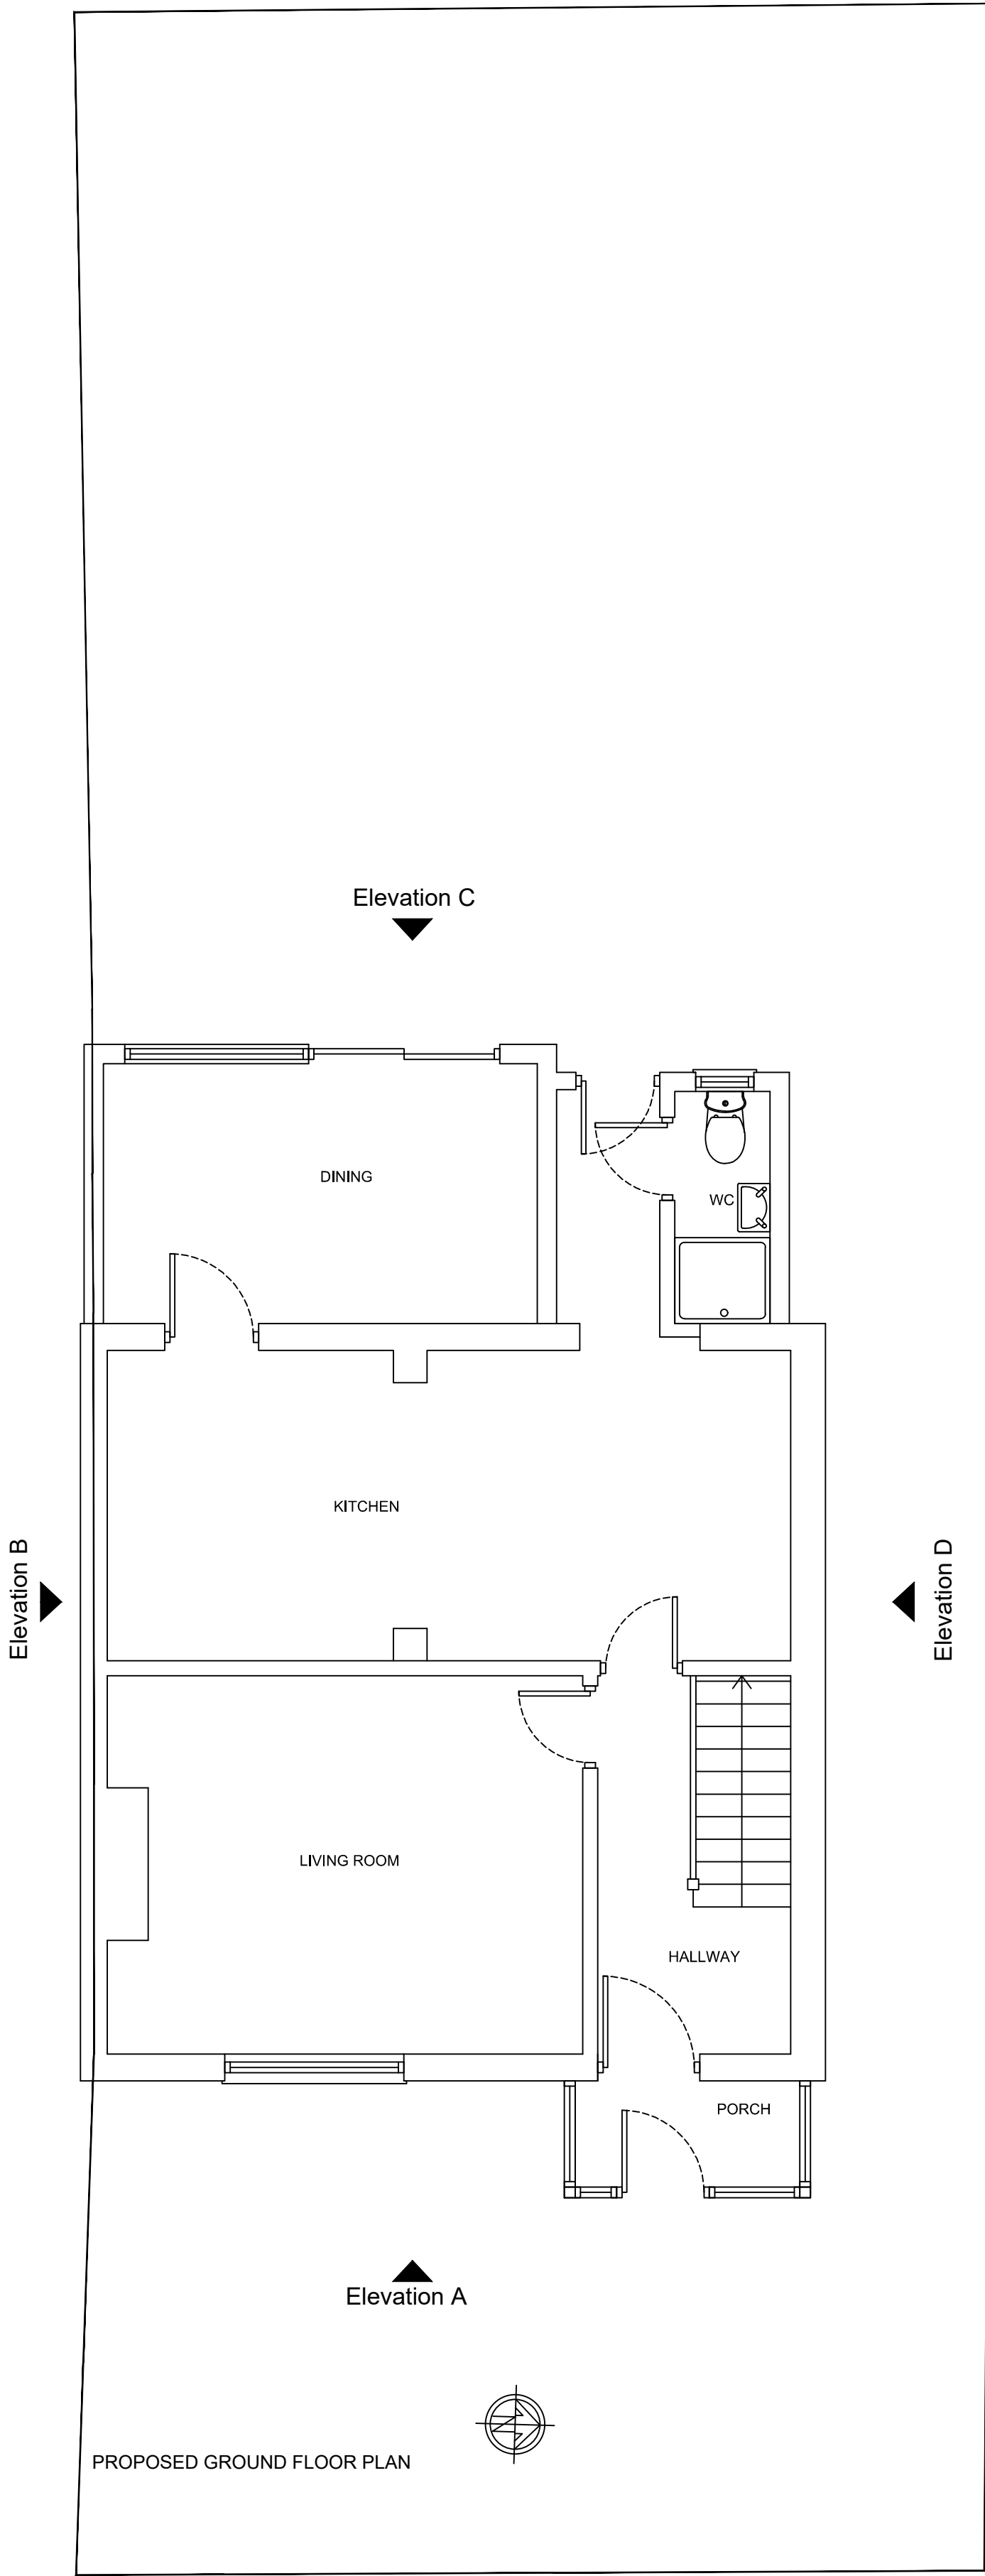 Elevation C
DINING
WC
KITCHEN
Elevation B
Elevation D
LIVING ROOM
HALLWAY
PORCH
Elevation A
N
PROPOSED GROUND FLOOR PLAN